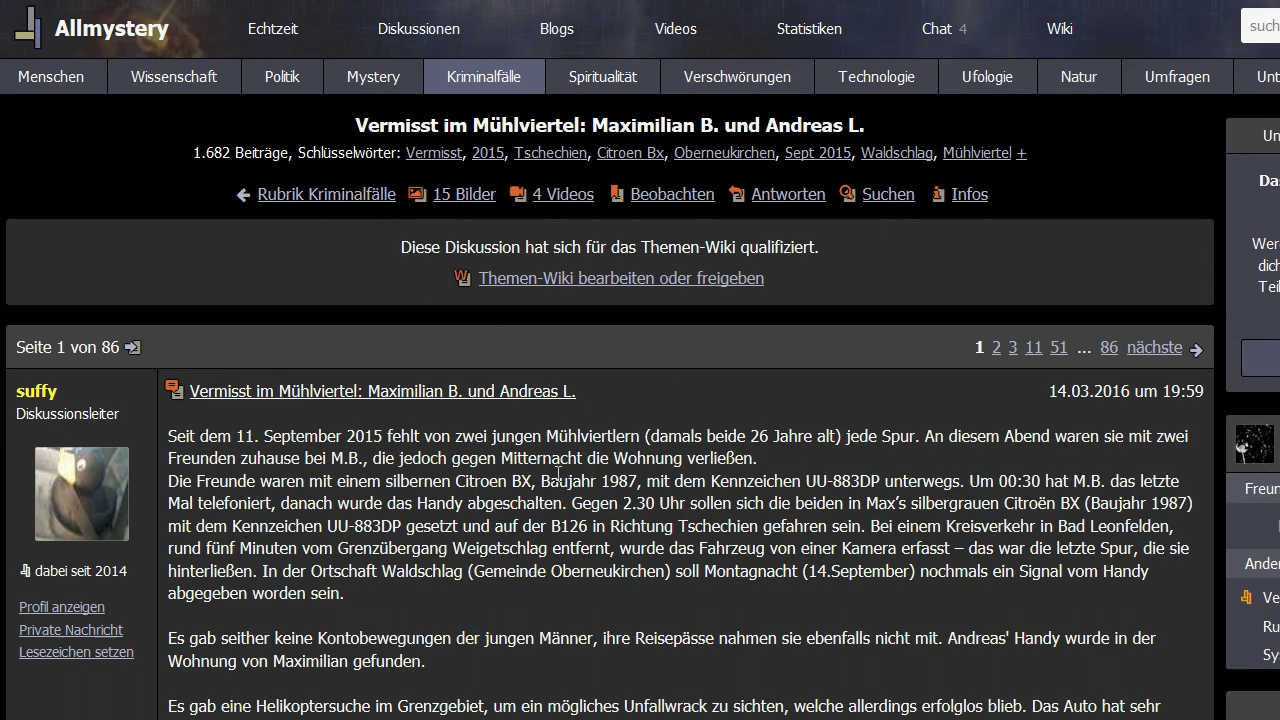 Allmystery Echtzeit Diskussionen Blogs Videos Statistiken Chat 4 Wiki such
Menschen Wissenschaft Politik Mystery Kriminalfälle Spiritualität Verschwörungen Technologie Ufologie Natur Umfragen Unt
Vermisst im Mühlviertel: Maximilian B. und Andreas L.
1.682 Beiträge, Schlüsselwörter: Vermisst, 2015, Tschechien, Citroen Bx, Oberneukirchen, Sept 2015, Waldschlag, Mühlviertel +
Rubrik Kriminalfälle 15 Bilder 4 Videos Beobachten Antworten Suchen Infos
Diese Diskussion hat sich für das Themen-Wiki qualifiziert.
Themen-Wiki bearbeiten oder freigeben
Seite 1 von 86
1 2 3 11 51 ... 86 nächste
suffy
Diskussionsleiter
dabei seit 2014
Profil anzeigen
Private Nachricht
Lesezeichen setzen
Vermisst im Mühlviertel: Maximilian B. und Andreas L. 14.03.2016 um 19:59
Seit dem 11. September 2015 fehlt von zwei jungen Mühlviertlern (damals beide 26 Jahre alt) jede Spur. An diesem Abend waren sie mit zwei
Freunden zuhause bei M.B., die jedoch gegen Mitternacht die Wohnung verließen.
Die Freunde waren mit einem silbernen Citroen BX, Baujahr 1987, mit dem Kennzeichen UU-883DP unterwegs. Um 00:30 hat M.B. das letzte
Mal telefoniert, danach wurde das Handy abgeschalten. Gegen 2.30 Uhr sollen sich die beiden in Max’s silbergrauen Citroën BX (Baujahr 1987)
mit dem Kennzeichen UU-883DP gesetzt und auf der B126 in Richtung Tschechien gefahren sein. Bei einem Kreisverkehr in Bad Leonfelden,
rund fünf Minuten vom Grenzübergang Weigetschlag entfernt, wurde das Fahrzeug von einer Kamera erfasst – das war die letzte Spur, die sie
hinterließen. In der Ortschaft Waldschlag (Gemeinde Oberneukirchen) soll Montagnacht (14.September) nochmals ein Signal vom Handy
abgegeben worden sein.
Es gab seither keine Kontobewegungen der jungen Männer, ihre Reisepässe nahmen sie ebenfalls nicht mit. Andreas' Handy wurde in der
Wohnung von Maximilian gefunden.
Es gab eine Helikoptersuche im Grenzgebiet, um ein mögliches Unfallwrack zu sichten, welche allerdings erfolglos blieb. Das Auto hat sehr
Un
Da
Wer
dich
Teil
Freun
Ande
Ve
Ru
Sy